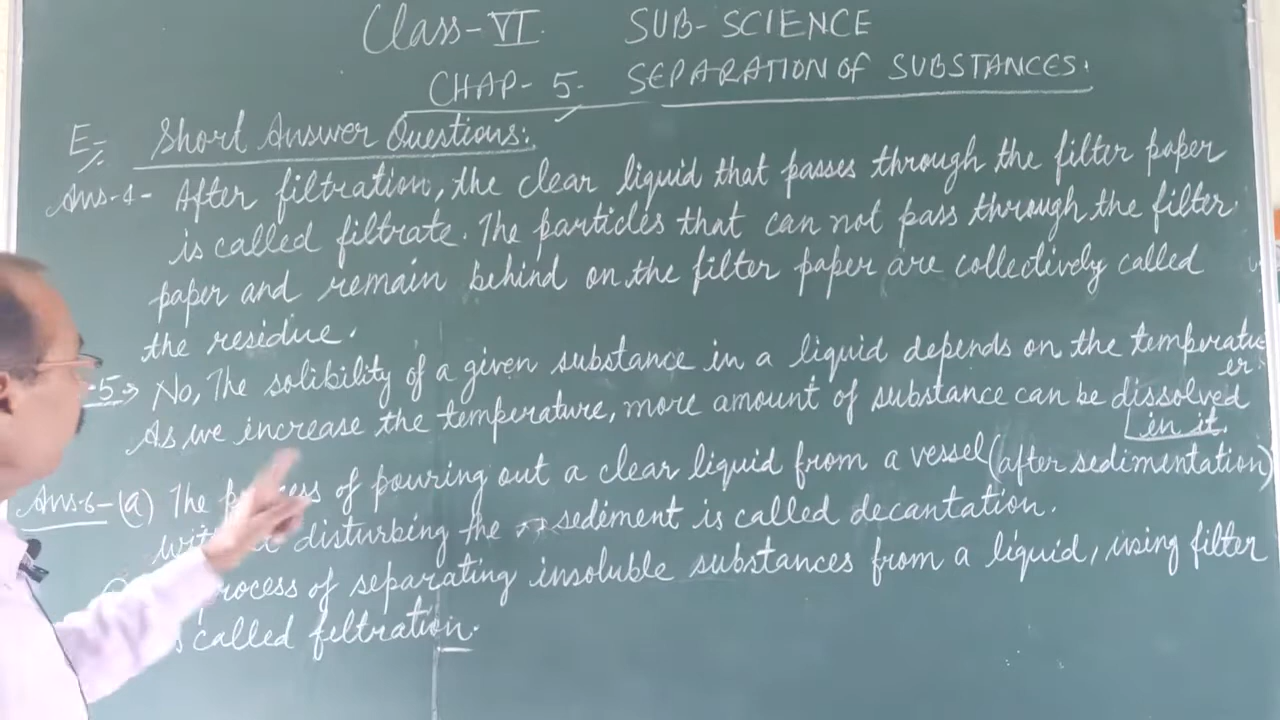 Class-VI. SUB-SCIENCE
CHAP-5. SEPARATION OF SUBSTANCES.
E- Short Answer Questions:
Ans-4- After filtration, the clear liquid that passes through the filter paper
is called filtrate. The particles that can not pass through the filter
paper and remain behind on the filter paper are collectively called
the residue.
-5→ No, The solibility of a given substance in a liquid depends on the temperatu
er.
As we increase the temperature, more amount of substance can be dissolved
in it.
Ans-6-(a) The of pouring out a clear liquid from a vessel (after sedimentation)
disturbing the sediment is called decantation.
of separating insoluble substances from a liquid, using filter
called filtration.